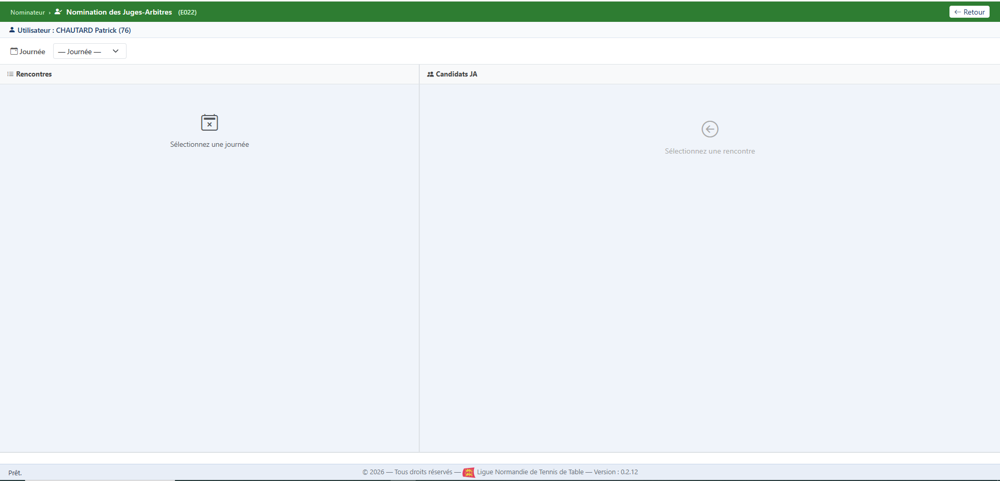 Nominateur › Nomination des Juges-Arbitres (E022)
← Retour
Utilisateur : CHAUTARD Patrick (76)
Journée
— Journée —
Rencontres
Candidats JA
Sélectionnez une journée
Sélectionnez une rencontre
Prêt.
© 2026 — Tous droits réservés — Ligue Normandie de Tennis de Table — Version : 0.2.12